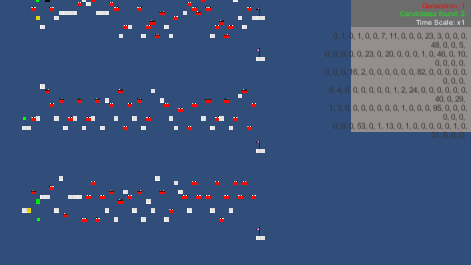 Generation: 1
Candidates found: 0
Time Scale: x1
0, 1, 0, 1, 0, 0, 7, 11, 0, 0, 0, 23, 3, 0, 0, 0,
48, 0, 0, 5,
0, 0, 0, 0, 0, 23, 0, 20, 0, 0, 0, 1, 0, 46, 0, 10
0, 0, 0,
0, 0, 0, 16, 2, 0, 0, 0, 0, 0, 0, 82, 0, 0, 0, 0,
0, 0, 0,
0, 4, 0, 0, 0, 0, 0, 0, 1, 2, 24, 0, 0, 0, 0, 0,
40, 0, 29,
1, 3, 0, 0, 0, 0, 0, 0, 0, 1, 0, 0, 0, 95, 0, 0,
0, 0, 0,
0, 0, 0, 53, 0, 1, 13, 0, 1, 0, 0, 0, 0, 0, 1, 0,
31, 0, 0, 0,